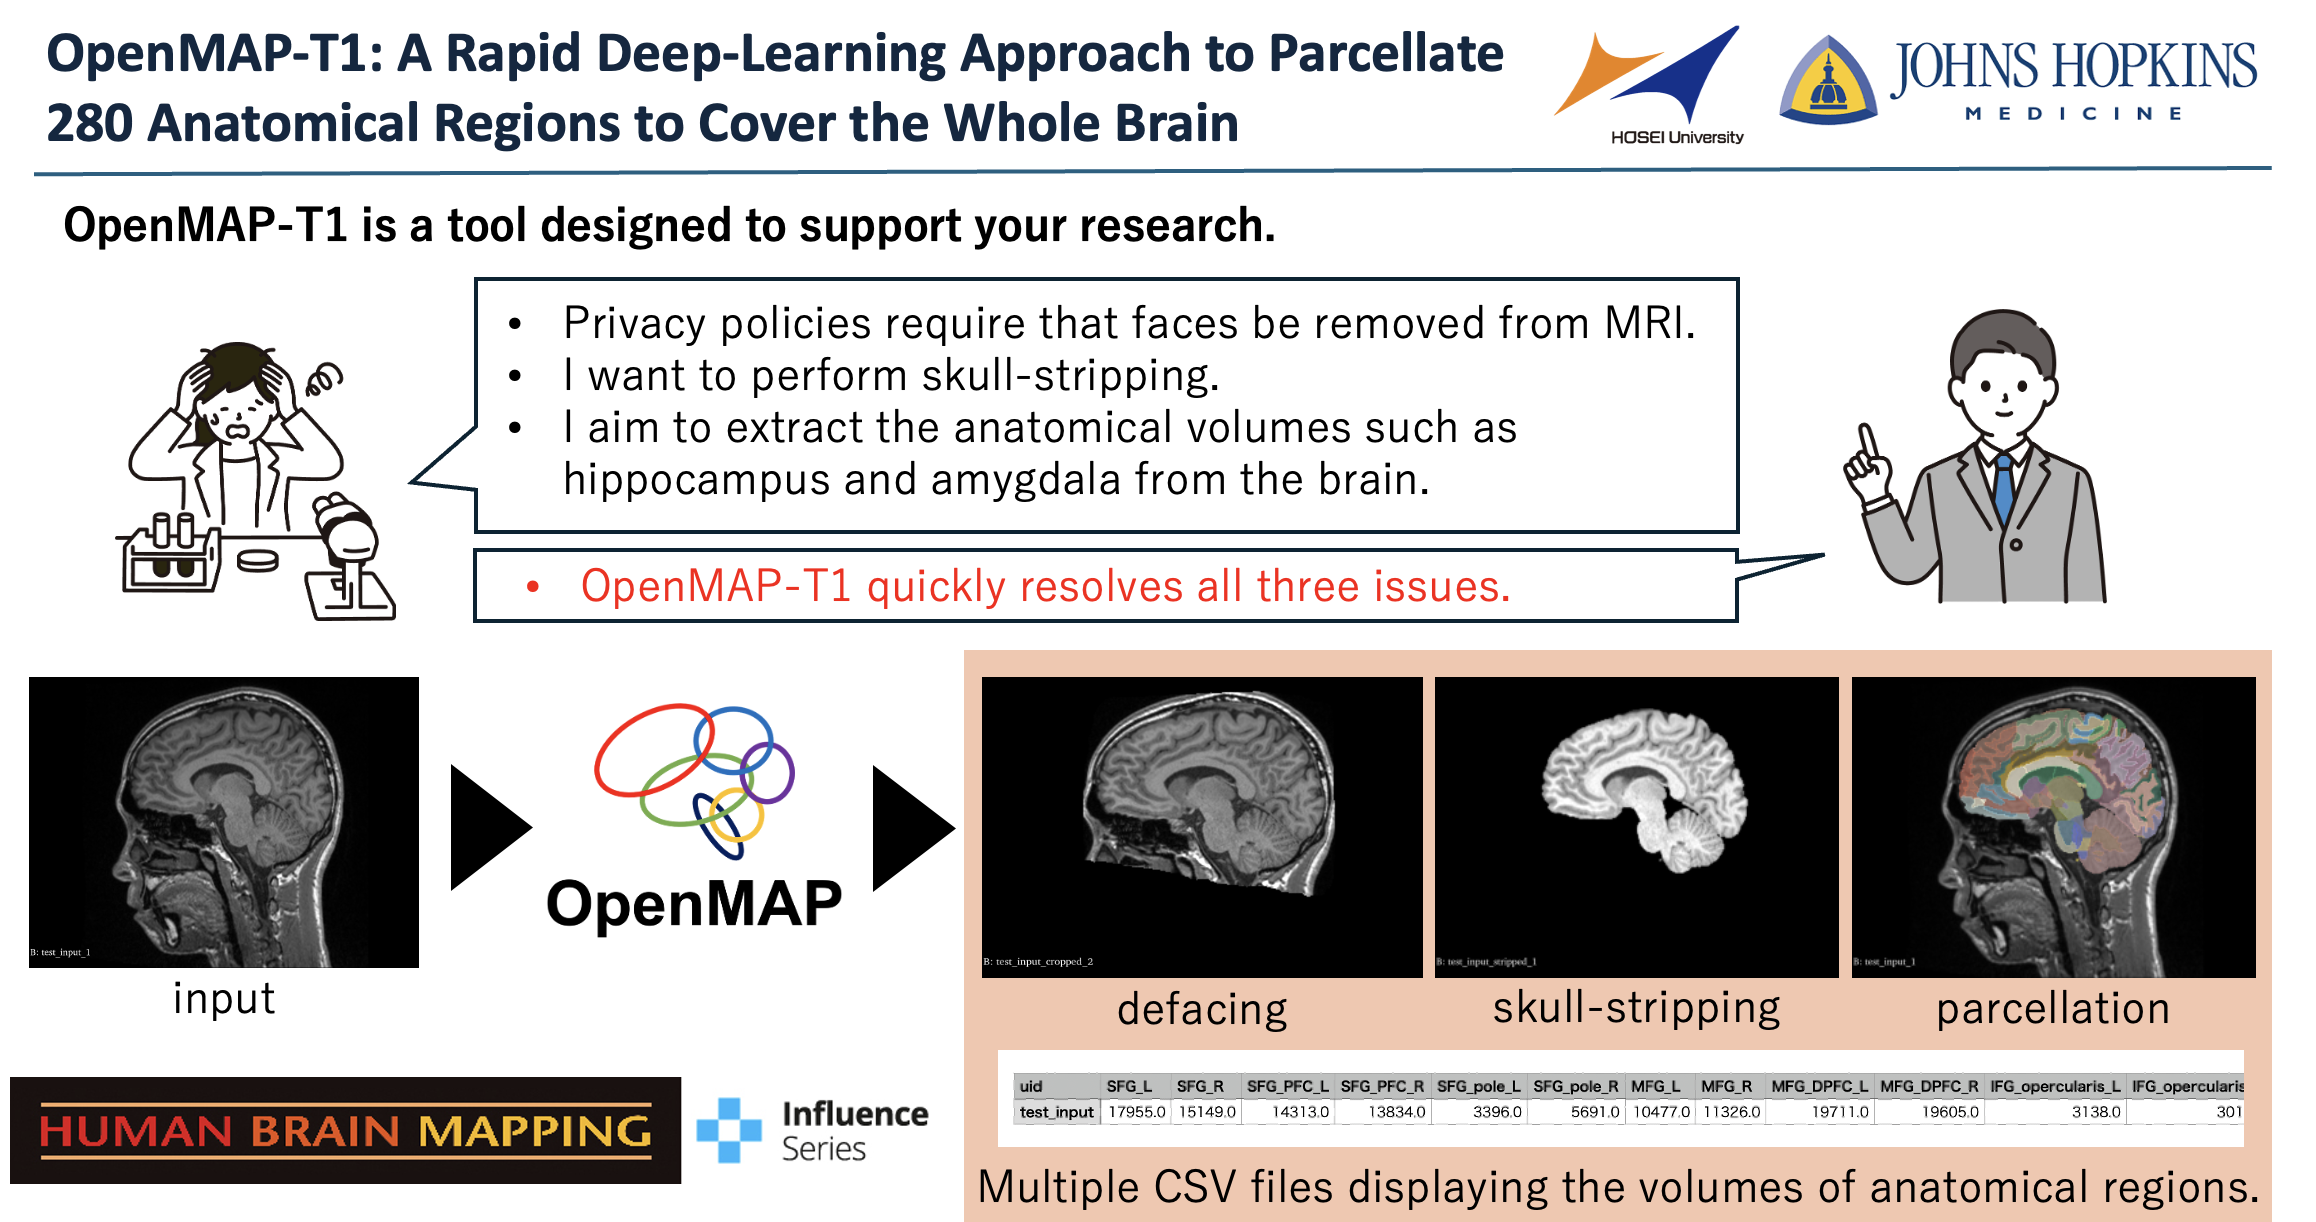 OpenMAP-T1: A Rapid Deep-Learning Approach to Parcellate
280 Anatomical Regions to Cover the Whole Brain
HOSEI University
JOHNS HOPKINS
MEDICINE
OpenMAP-T1 is a tool designed to support your research.
• Privacy policies require that faces be removed from MRI.
• I want to perform skull-stripping.
• I aim to extract the anatomical volumes such as
hippocampus and amygdala from the brain.
• OpenMAP-T1 quickly resolves all three issues.
B: test_input_1
input
OpenMAP
B: test_input_cropped_2
defacing
B: test_input_stripped_1
skull-stripping
B: test_input_1
parcellation
uid SFG_L SFG_R SFG_PFC_L SFG_PFC_R SFG_pole_L SFG_pole_R MFG_L MFG_R MFG_DPFC_L MFG_DPFC_R IFG_opercularis_L IFG_opercularis
test_input 17955.0 15149.0 14313.0 13834.0 3396.0 5691.0 10477.0 11326.0 19711.0 19605.0 3138.0 301
Multiple CSV files displaying the volumes of anatomical regions.
HUMAN BRAIN MAPPING
Influence
Series